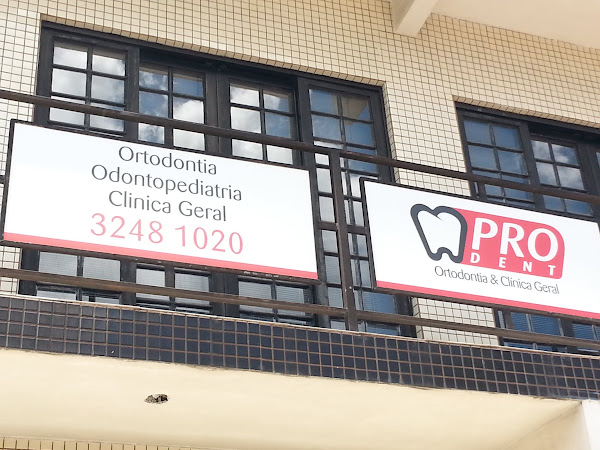 Ortodontia
Odontopediatria
Clinica Geral
3248 1020
PRO
DENT
Ortodontia & Clinica Geral